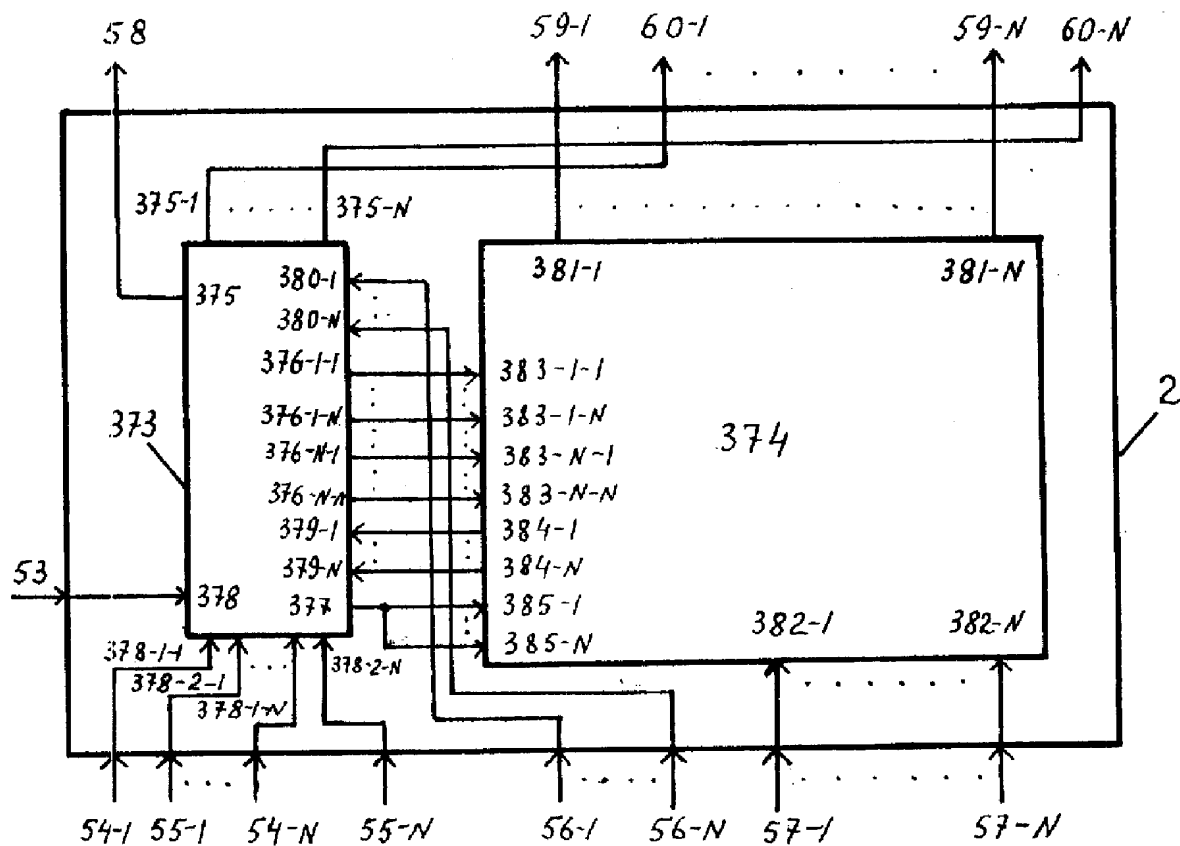 58 59-1 60-1 59-N 60-N
375-1 375-N
375 380-1 381-1 381-N
380-N
376-1-1 383-1-1
373 376-1-N 383-1-N 374 2
376-N-1 383-N-1
376-N-N 383-N-N
379-1 384-1
53 379-N 384-N
378 377 385-1 382-1 382-N
385-N
378-1-1 378-2-N
378-2-1
378-1-N
54-1 55-1 54-N 55-N 56-1 56-N 57-1 57-N